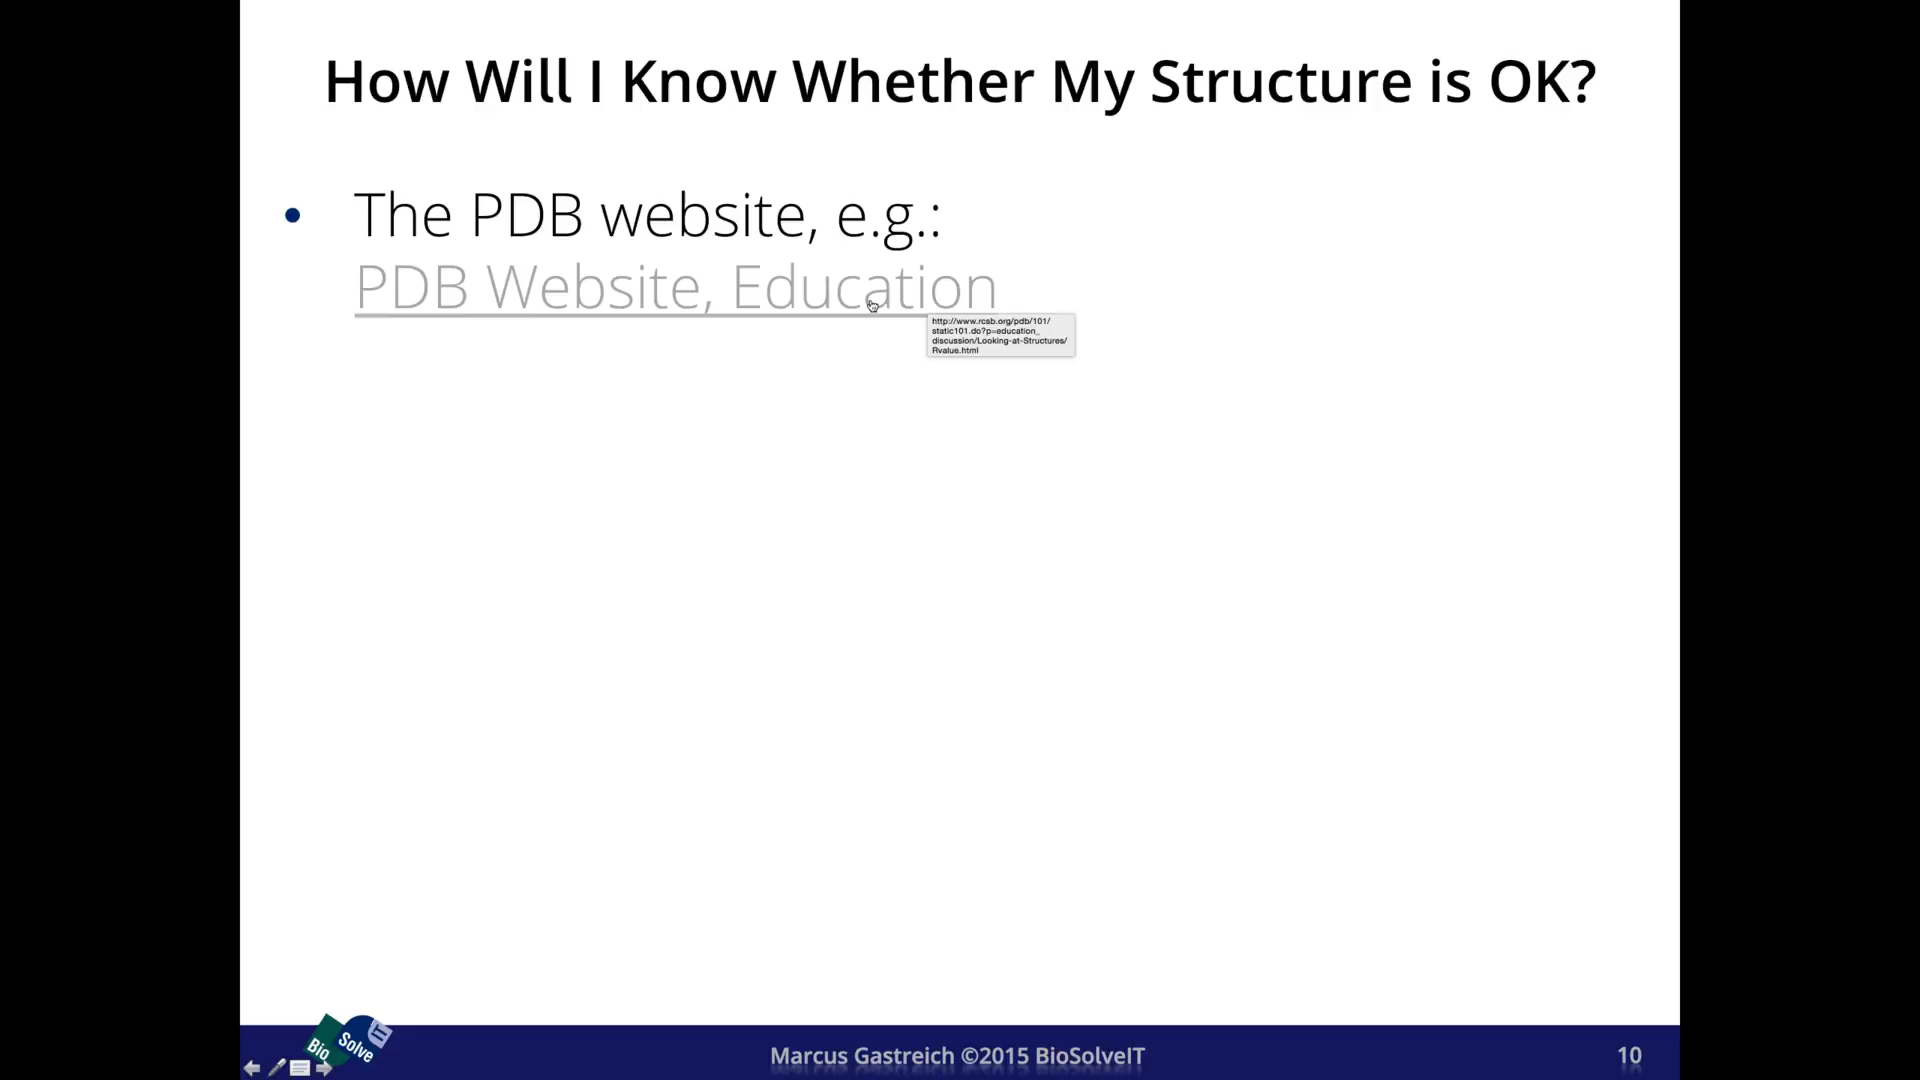 How Will I Know Whether My Structure is OK?
• The PDB website, e.g.:
PDB Website, Education
http://www.rcsb.org/pdb/101/
static101.do?p=education_
discussion/Looking-at-Structures/
Rvalue.html
Bio Solve IT
Marcus Gastreich ©2015 BioSolveIT
10